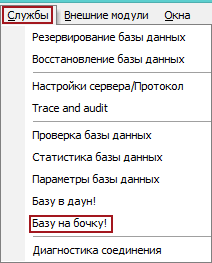 Службы Внешние модули Окна
Резервирование базы данных
Восстановление базы данных
Настройки сервера/Протокол
Trace and audit
Проверка базы данных
Статистика базы данных
Параметры базы данных
Базу в даун!
Базу на бочку!
Диагностика соединения